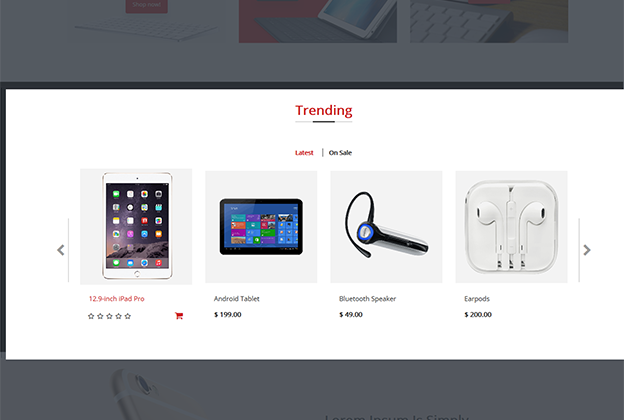 Shop now!
Trending
Latest | On Sale
12.9-inch iPad Pro
Android Tablet
Bluetooth Speaker
Earpods
$ 199.00
$ 49.00
$ 200.00
Lorem Ipsum Is Simply